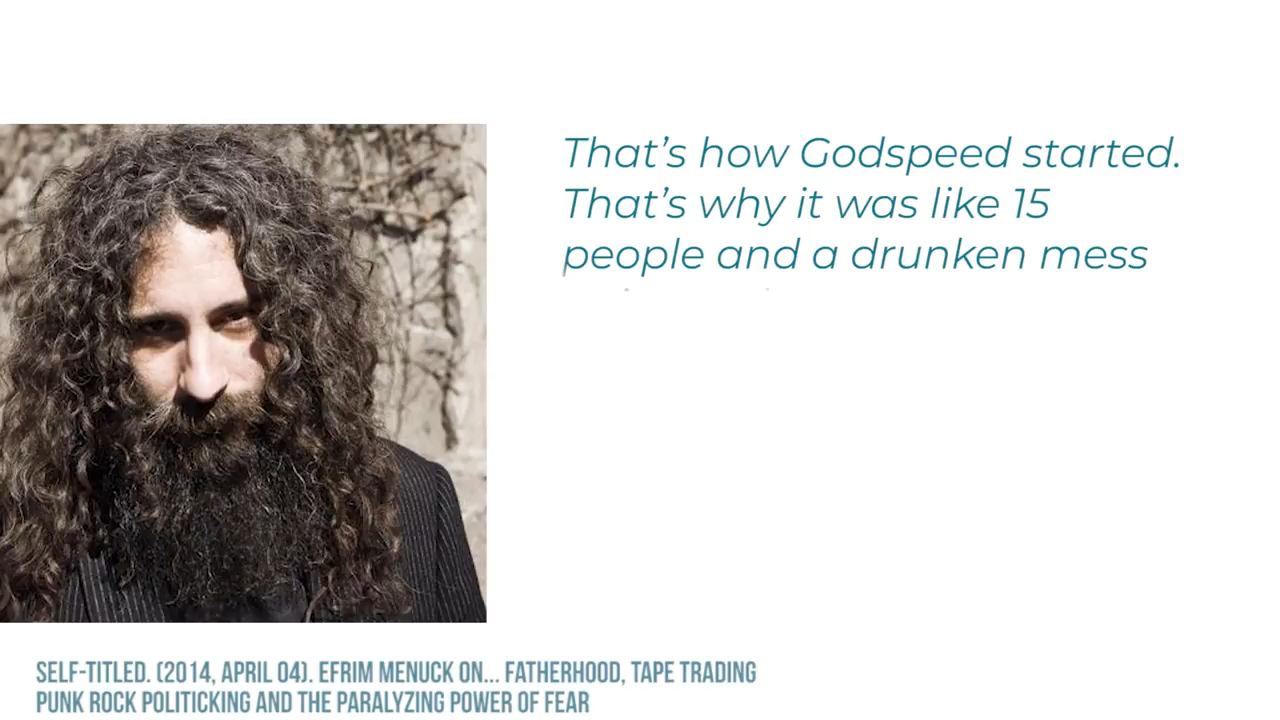 That's how Godspeed started.
That's why it was like 15
people and a drunken mess
SELF-TITLED. (2014, APRIL 04). EFRIM MENUCK ON... FATHERHOOD, TAPE TRADING
PUNK ROCK POLITICKING AND THE PARALYZING POWER OF FEAR